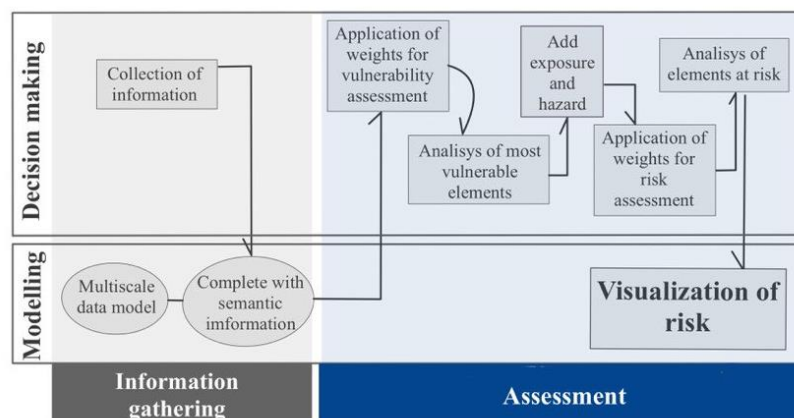 Decision making
Collection of
information
Application of
weights for
vulnerability
assessment
Analisys of most
vulnerable
elements
Add
exposure
and
hazard
Application of
weights for
risk
assessment
Analisys of
elements at risk
Modelling
Multiscale
data model
Complete with
semantic
imformation
Visualization of
risk
Information
gathering
Assessment